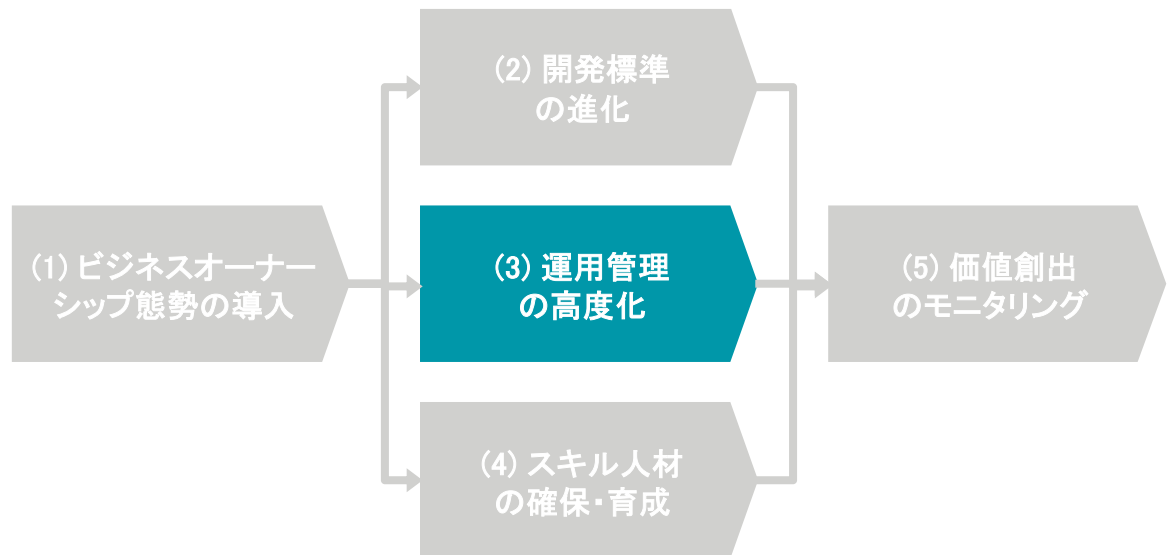 (2) 開発標準
の進化
(1) ビジネスオーナー
シップ態勢の導入
(3) 運用管理
の高度化
(5) 価値創出
のモニタリング
(4) スキル人材
の確保・育成